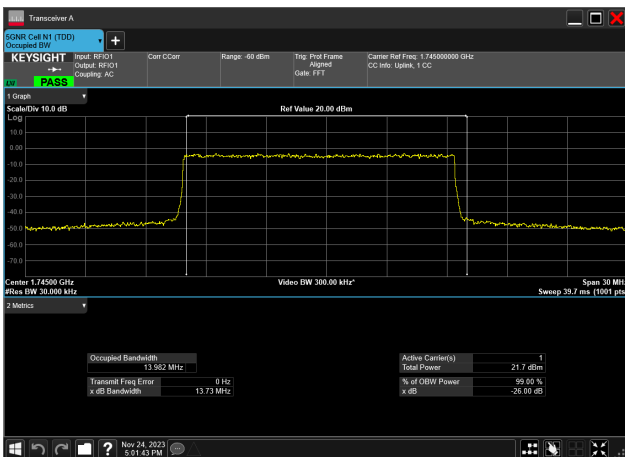 Transceiver A
5GNR Cell N1 (TDD)
Occupied BW
KEYSIGHT
Input: RFIO1
Output: RFIO1
Coupling: AC
Corr CCorr
Range: -60 dBm
Trig: Prot Frame
Aligned
Gate: FFT
Carrier Ref Freq: 1.745000000 GHz
CC Info: Uplink, 1 CC
PASS
1 Graph
Scale/Div 10.0 dB
Ref Value 20.00 dBm
Log
10.0
0.00
-10.0
-20.0
-30.0
-40.0
-50.0
-60.0
-70.0
Center 1.74500 GHz
Video BW 300.00 kHz*
Span 30 MHz
#Res BW 30.000 kHz
Sweep 39.7 ms (1001 pts
2 Metrics
Occupied Bandwidth
13.982 MHz
Transmit Freq Error 0 Hz
x dB Bandwidth 13.73 MHz
Active Carrier(s) 1
Total Power 21.7 dBm
% of OBW Power 99.00 %
x dB -26.00 dB
?
Nov 24, 2023
5:01:43 PM